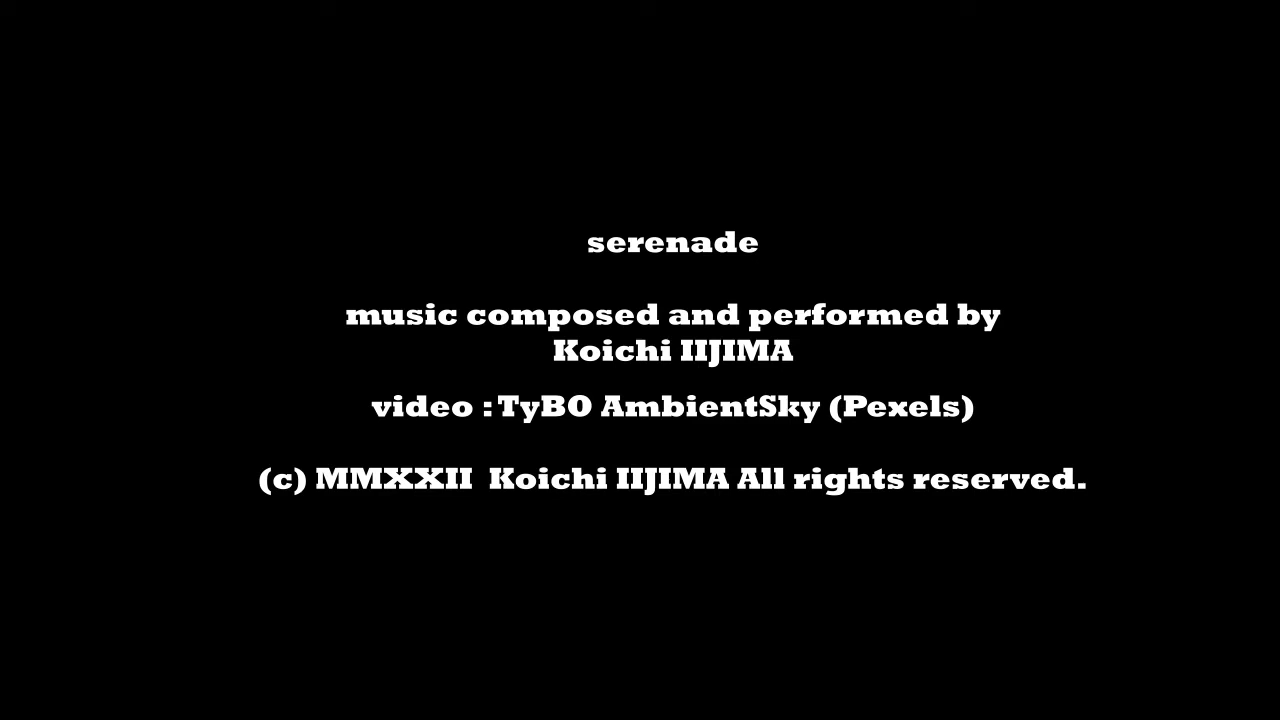 serenade
music composed and performed by
Koichi IIJIMA
video : TyBO AmbientSky (Pexels)
(c) MMXXII  Koichi IIJIMA All rights reserved.